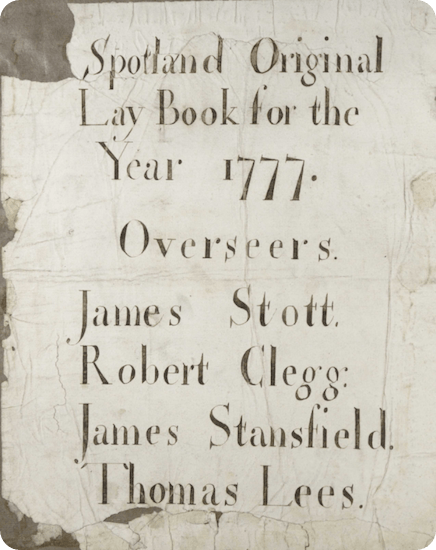 Spotland Original
Lay Book for the
Year 1777.
Overseers.
James Stott.
Robert Clegg:
James Stansfield.
Thomas Lees.